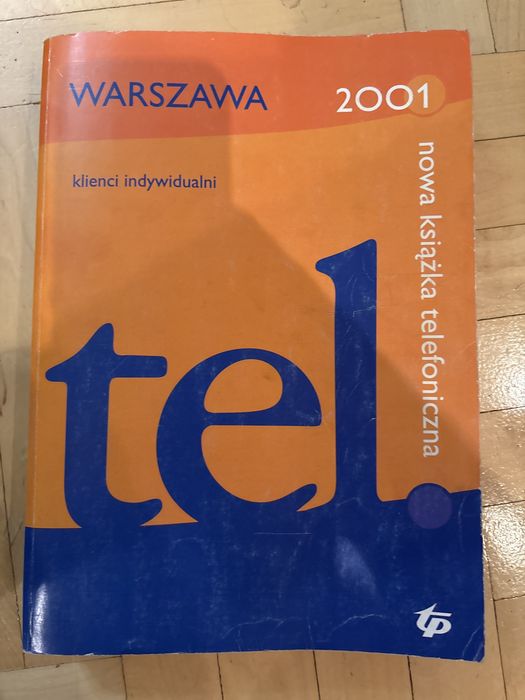 WARSZAWA
2001
klienci indywidualni
nowa książka telefoniczna
tel.
tp